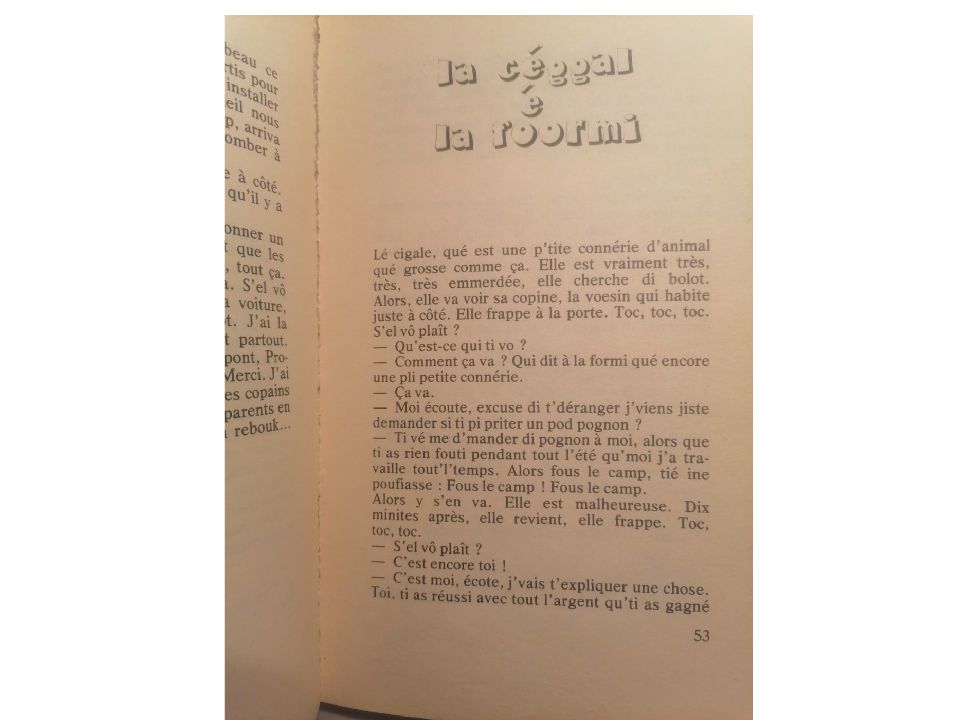 beau ce
rtis pour
installer
eil nous
p, arriva
omber à
e à côté.
qu'il y a
onner un
t que les
, tout ça.
a. S'el vô
a voiture,
ot. J'ai la
t partout.
pont, Pro-
Merci. J'ai
es copains
parents en
a rebouk...
la céggal
é
la foormi
Lé cigale, qué est une p'tite connérie d'animal
qué grosse comme ça. Elle est vraiment très,
très, très emmerdée, elle cherche di bolot.
Alors, elle va voir sa copine, la voesin qui habite
juste à côté. Elle frappe à la porte. Toc, toc, toc.
S'el vô plaît ?
— Qu'est-ce qui ti vo ?
— Comment ça va ? Qui dit à la formi qué encore
une pli petite connérie.
— Ça va.
— Moi écoute, excuse di t'déranger j'viens jiste
demander si ti pi priter un pod pognon ?
— Ti vé me d'mander di pognon à moi, alors que
ti as rien fouti pendant tout l'été qu'moi j'a tra-
vaille tout'l'temps. Alors fous le camp, tié ine
poufiasse : Fous le camp ! Fous le camp.
Alors y s'en va. Elle est malheureuse. Dix
minites après, elle revient, elle frappe. Toc,
toc, toc.
— S'el vô plaît ?
— C'est encore toi !
— C'est moi, écote, j'vais t'expliquer une chose.
Toi, ti as réussi avec tout l'argent qu'ti as gagné
53